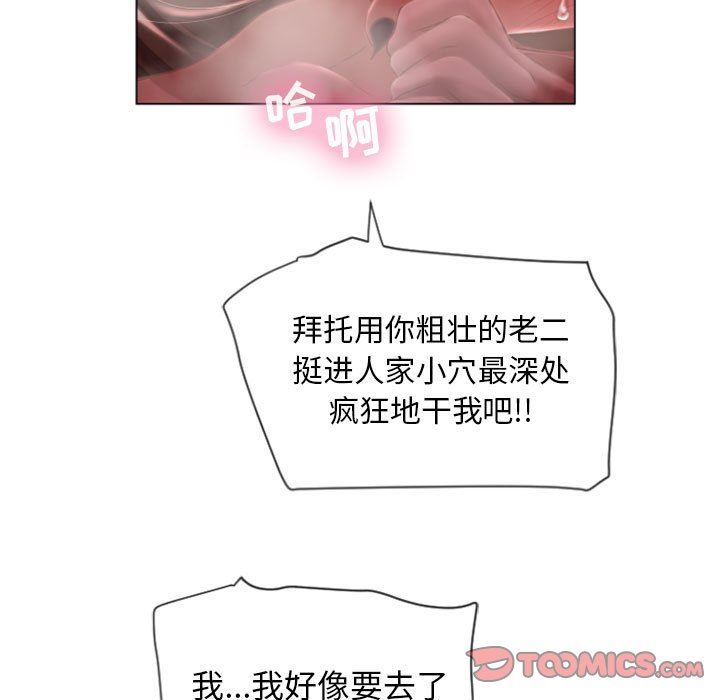 哈
啊
拜托用你粗壮的老二
挺进人家小穴最深处
疯狂地干我吧!!
我...我好像要去了
TOOMICS.COM